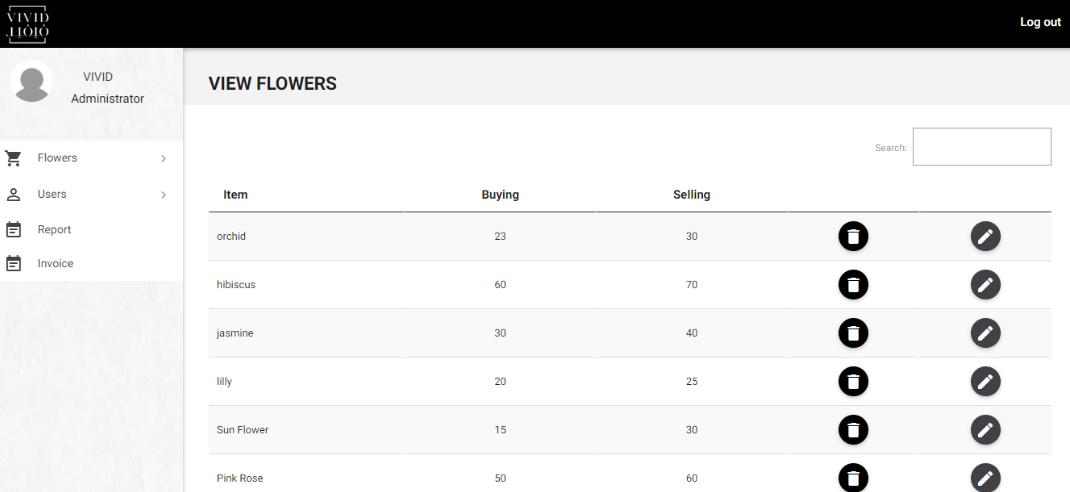 VIVID
Log out
VIVID
Administrator
VIEW FLOWERS
Search:
Flowers
Users
Report
Invoice
Item Buying Selling
orchid 23 30
hibiscus 60 70
jasmine 30 40
lilly 20 25
Sun Flower 15 30
Pink Rose 50 60